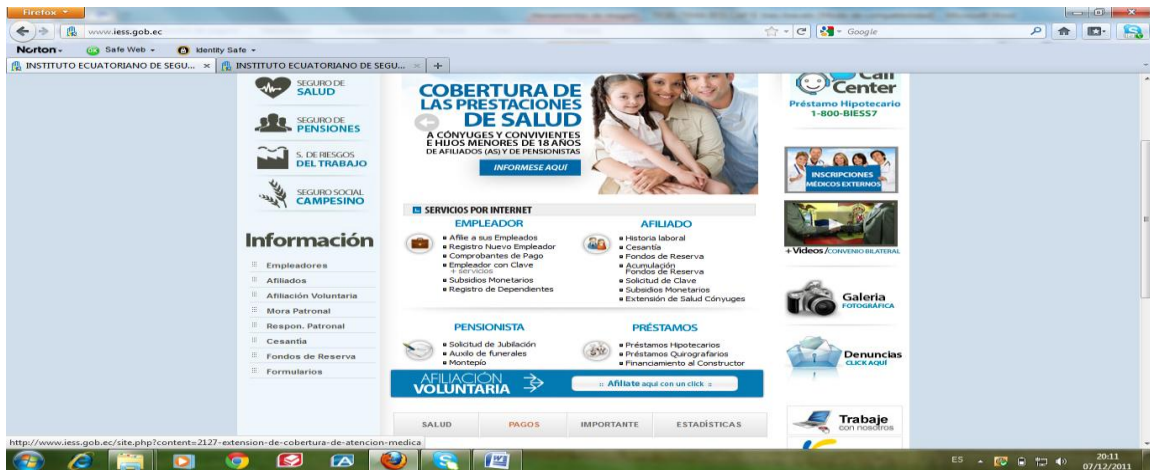 Firefox
www.iess.gob.ec
Google
Norton
Safe Web
Identity Safe
INSTITUTO ECUATORIANO DE SEGU...
INSTITUTO ECUATORIANO DE SEGU...
SEGURO DE
SALUD
SEGURO DE
PENSIONES
S. DE RIESGOS
DEL TRABAJO
SEGURO SOCIAL
CAMPESINO
Información
Empleadores
Afiliados
Afiliación Voluntaria
Mora Patronal
Respon. Patronal
Cesantía
Fondos de Reserva
Formularios
COBERTURA DE
LAS PRESTACIONES
DE SALUD
A CÓNYUGES Y CONVIVIENTES
E HIJOS MENORES DE 18 AÑOS
DE AFILIADOS (AS) Y DE PENSIONISTAS
INFORMESE AQUÍ
SERVICIOS POR INTERNET
EMPLEADOR
Afilie a sus Empleados
Registro Nuevo Empleador
Comprobantes de Pago
Empleador con Clave
+ servicios
Subsidios Monetarios
Registro de Dependientes
AFILIADO
Historia laboral
Cesantía
Fondos de Reserva
Acumulación
Fondos de Reserva
Solicitud de Clave
Subsidios Monetarios
Extensión de Salud Cónyuges
PENSIONISTA
Solicitud de Jubilación
Auxilo de funerales
Montepío
PRÉSTAMOS
Préstamos Hipotecarios
Préstamos Quirografarios
Financiamiento al Constructor
AFILIACIÓN
VOLUNTARIA
:: Afíliate aquí con un click ::
SALUD
PAGOS
IMPORTANTE
ESTADÍSTICAS
Call
Center
Préstamo Hipotecario
1-800-BIESS7
INSCRIPCIONES
MÉDICOS EXTERNOS
+ Videos / CONVENIO BILATERAL
Galeria
FOTOGRÁFICA
Denuncias
CLICK AQUÍ
Trabaje
con nosotros
http://www.iess.gob.ec/site.php?content=2127-extension-de-cobertura-de-atencion-medica
ES
20:11
07/12/2011